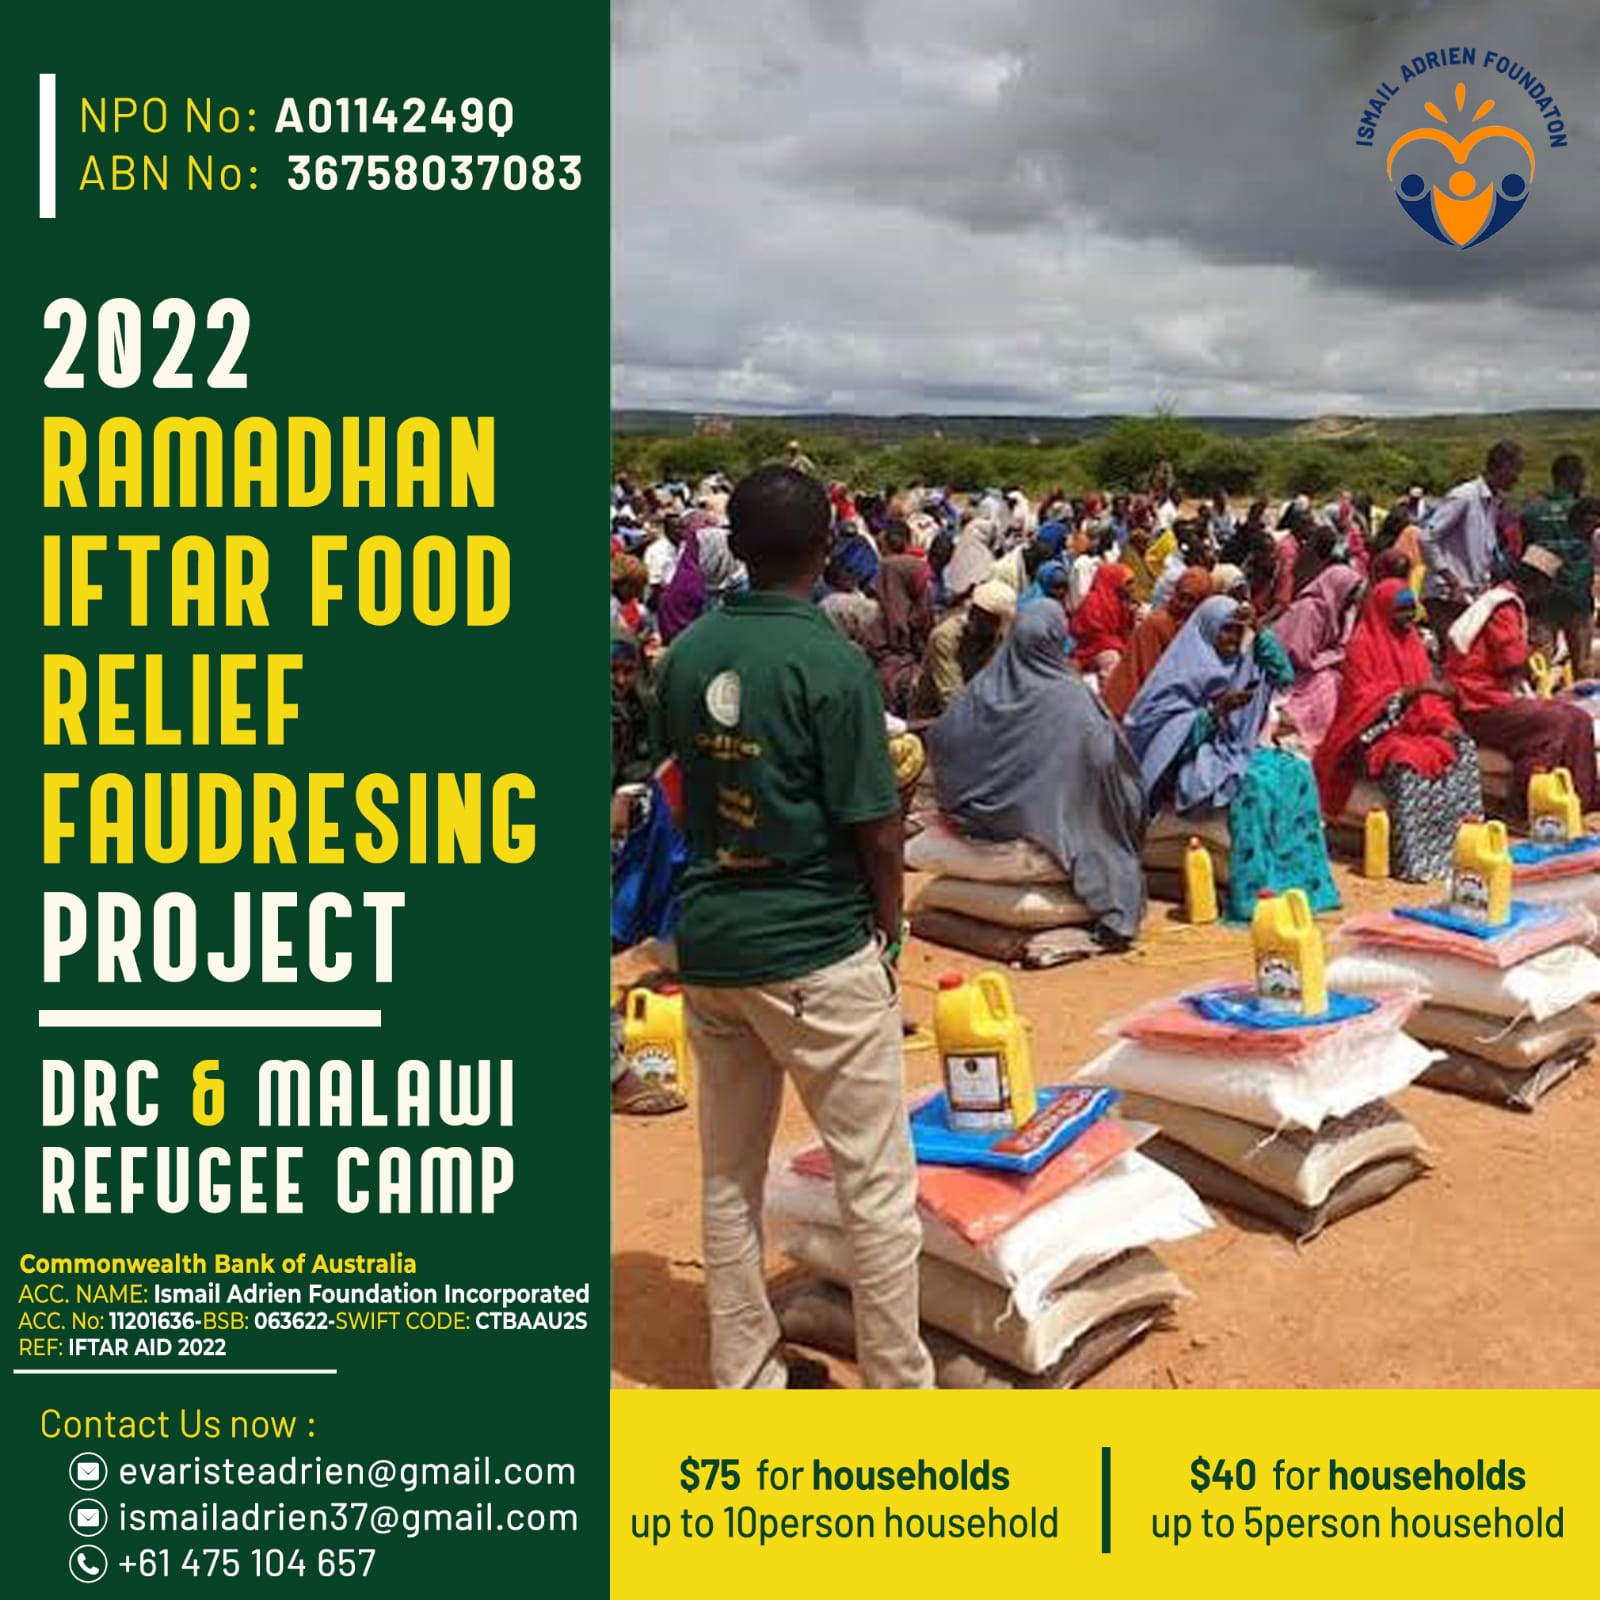 NPO No: A0114249Q
ABN No: 36758037083
2022
RAMADHAN
IFTAR FOOD
RELIEF
FAUDRESING
PROJECT
DRC & MALAWI
REFUGEE CAMP
Commonwealth Bank of Australia
ACC. NAME: Ismail Adrien Foundation Incorporated
ACC. No: 11201636-BSB: 063622-SWIFT CODE: CTBAAU2S
REF: IFTAR AID 2022
Contact Us now :
evaristeadrien@gmail.com
ismailadrien37@gmail.com
+61 475 104 657
ISMAIL ADRIEN FOUNDATON
$75 for households
up to 10person household
$40 for households
up to 5person household